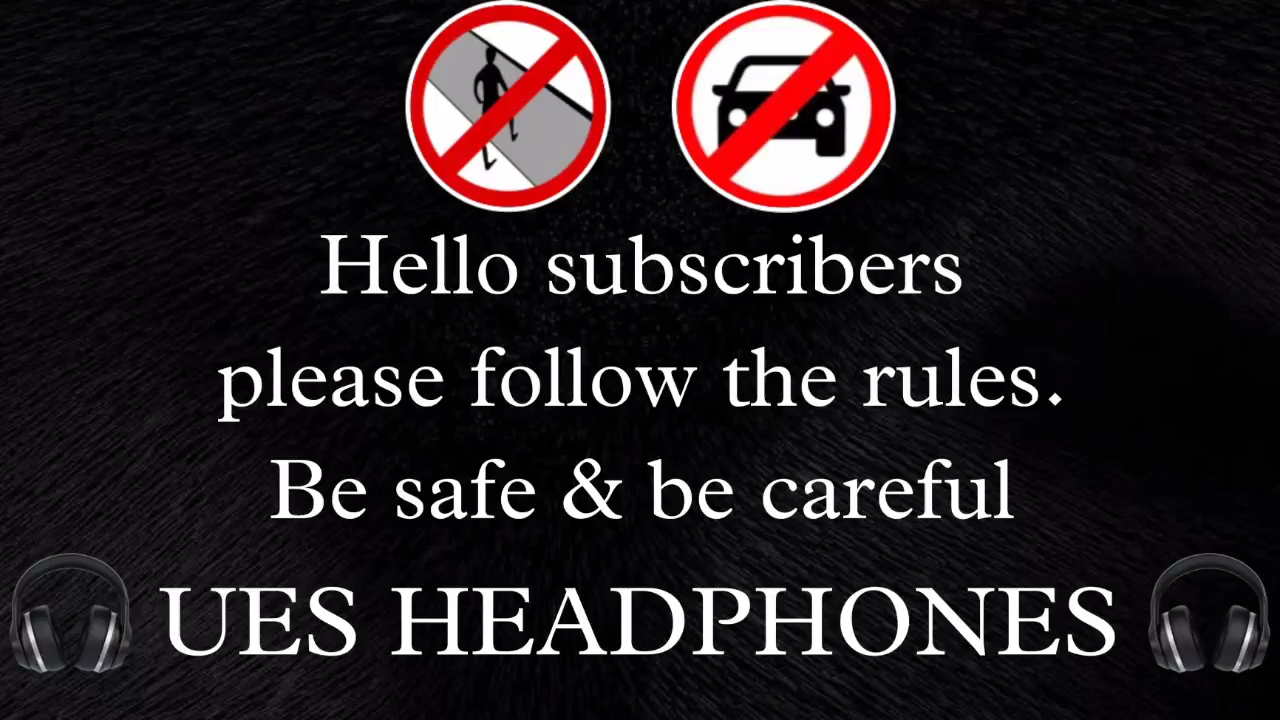 Hello subscribers
please follow the rules.
Be safe & be careful
UES HEADPHONES